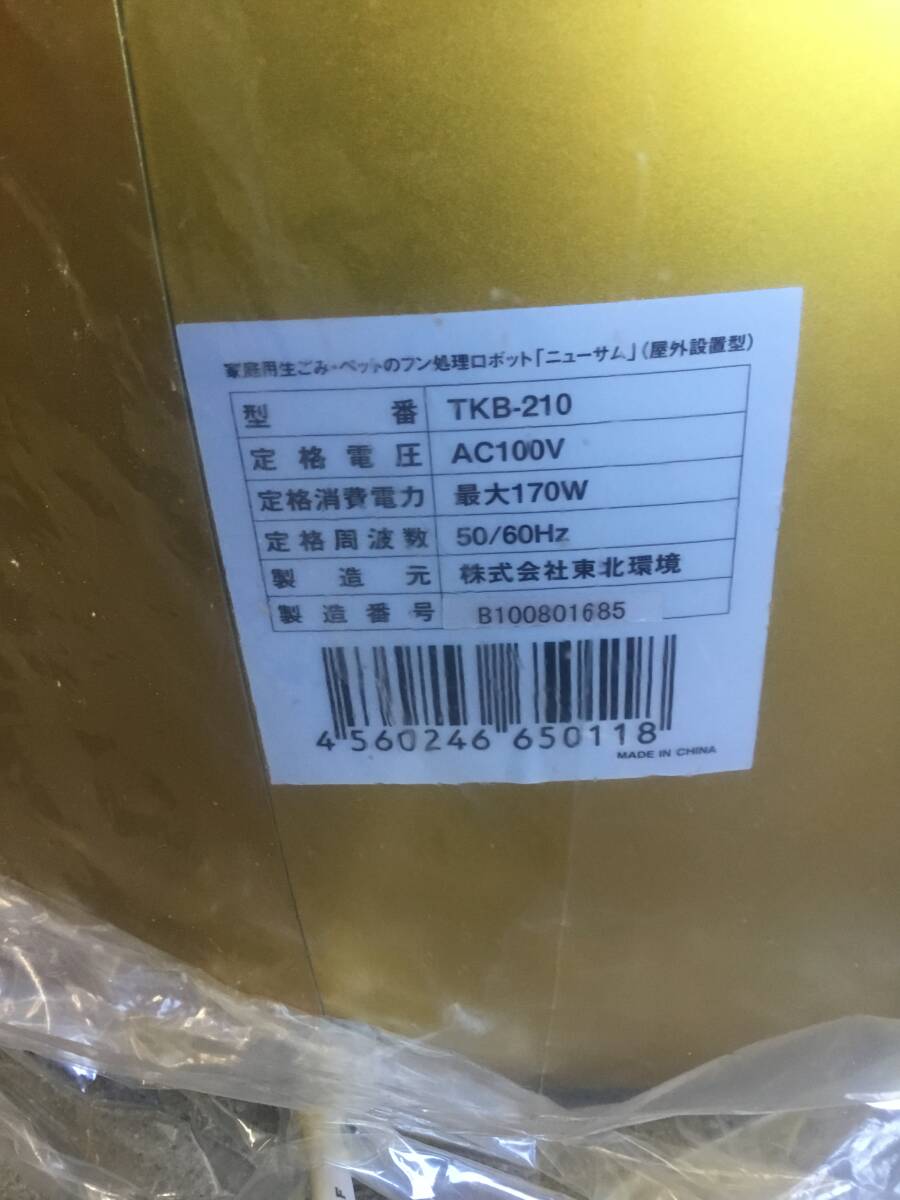 家庭用生ごみ・ペットのフン処理ロボット「ニューサム」(屋外設置型)
型番 TKB-210
定格電圧 AC100V
定格消費電力 最大170W
定格周波数 50/60Hz
製造元 株式会社東北環境
製造番号 B100801685
4 560246 650118
MADE IN CHINA
F